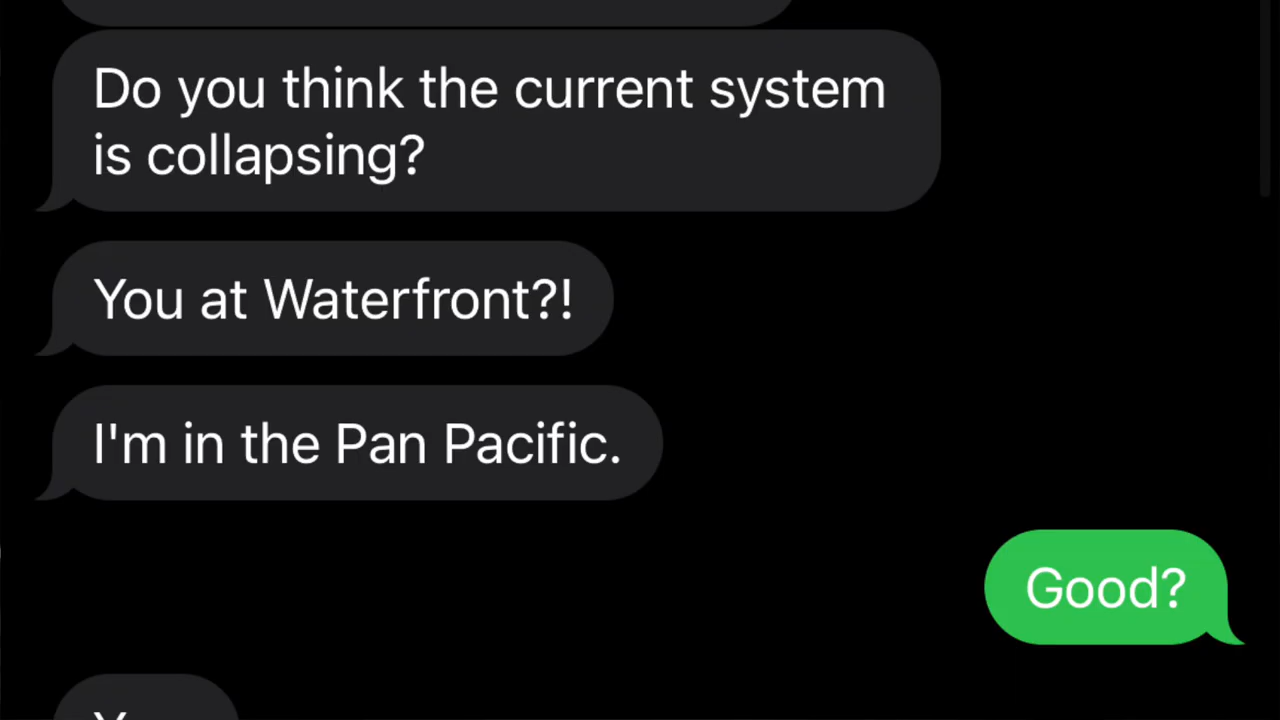 Do you think the current system
is collapsing?
You at Waterfront?!
I'm in the Pan Pacific.
Good?